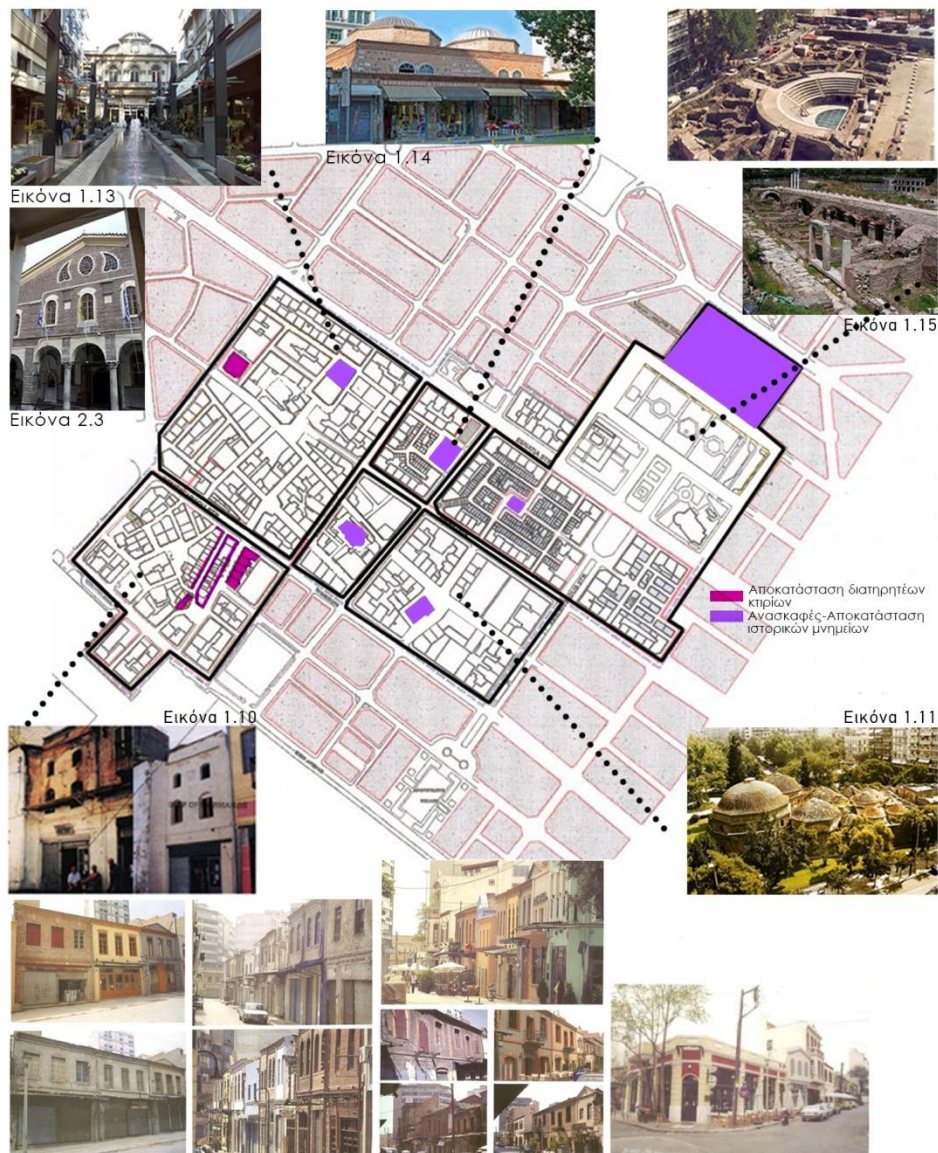 Εικόνα 1.13
Εικόνα 1.14
Εικόνα 1.15
Εικόνα 2.3
Αποκατάσταση διατηρητέων
κτιρίων
Ανασκαφές-Αποκατάσταση
ιστορικών μνημείων
Εικόνα 1.10
Εικόνα 1.11